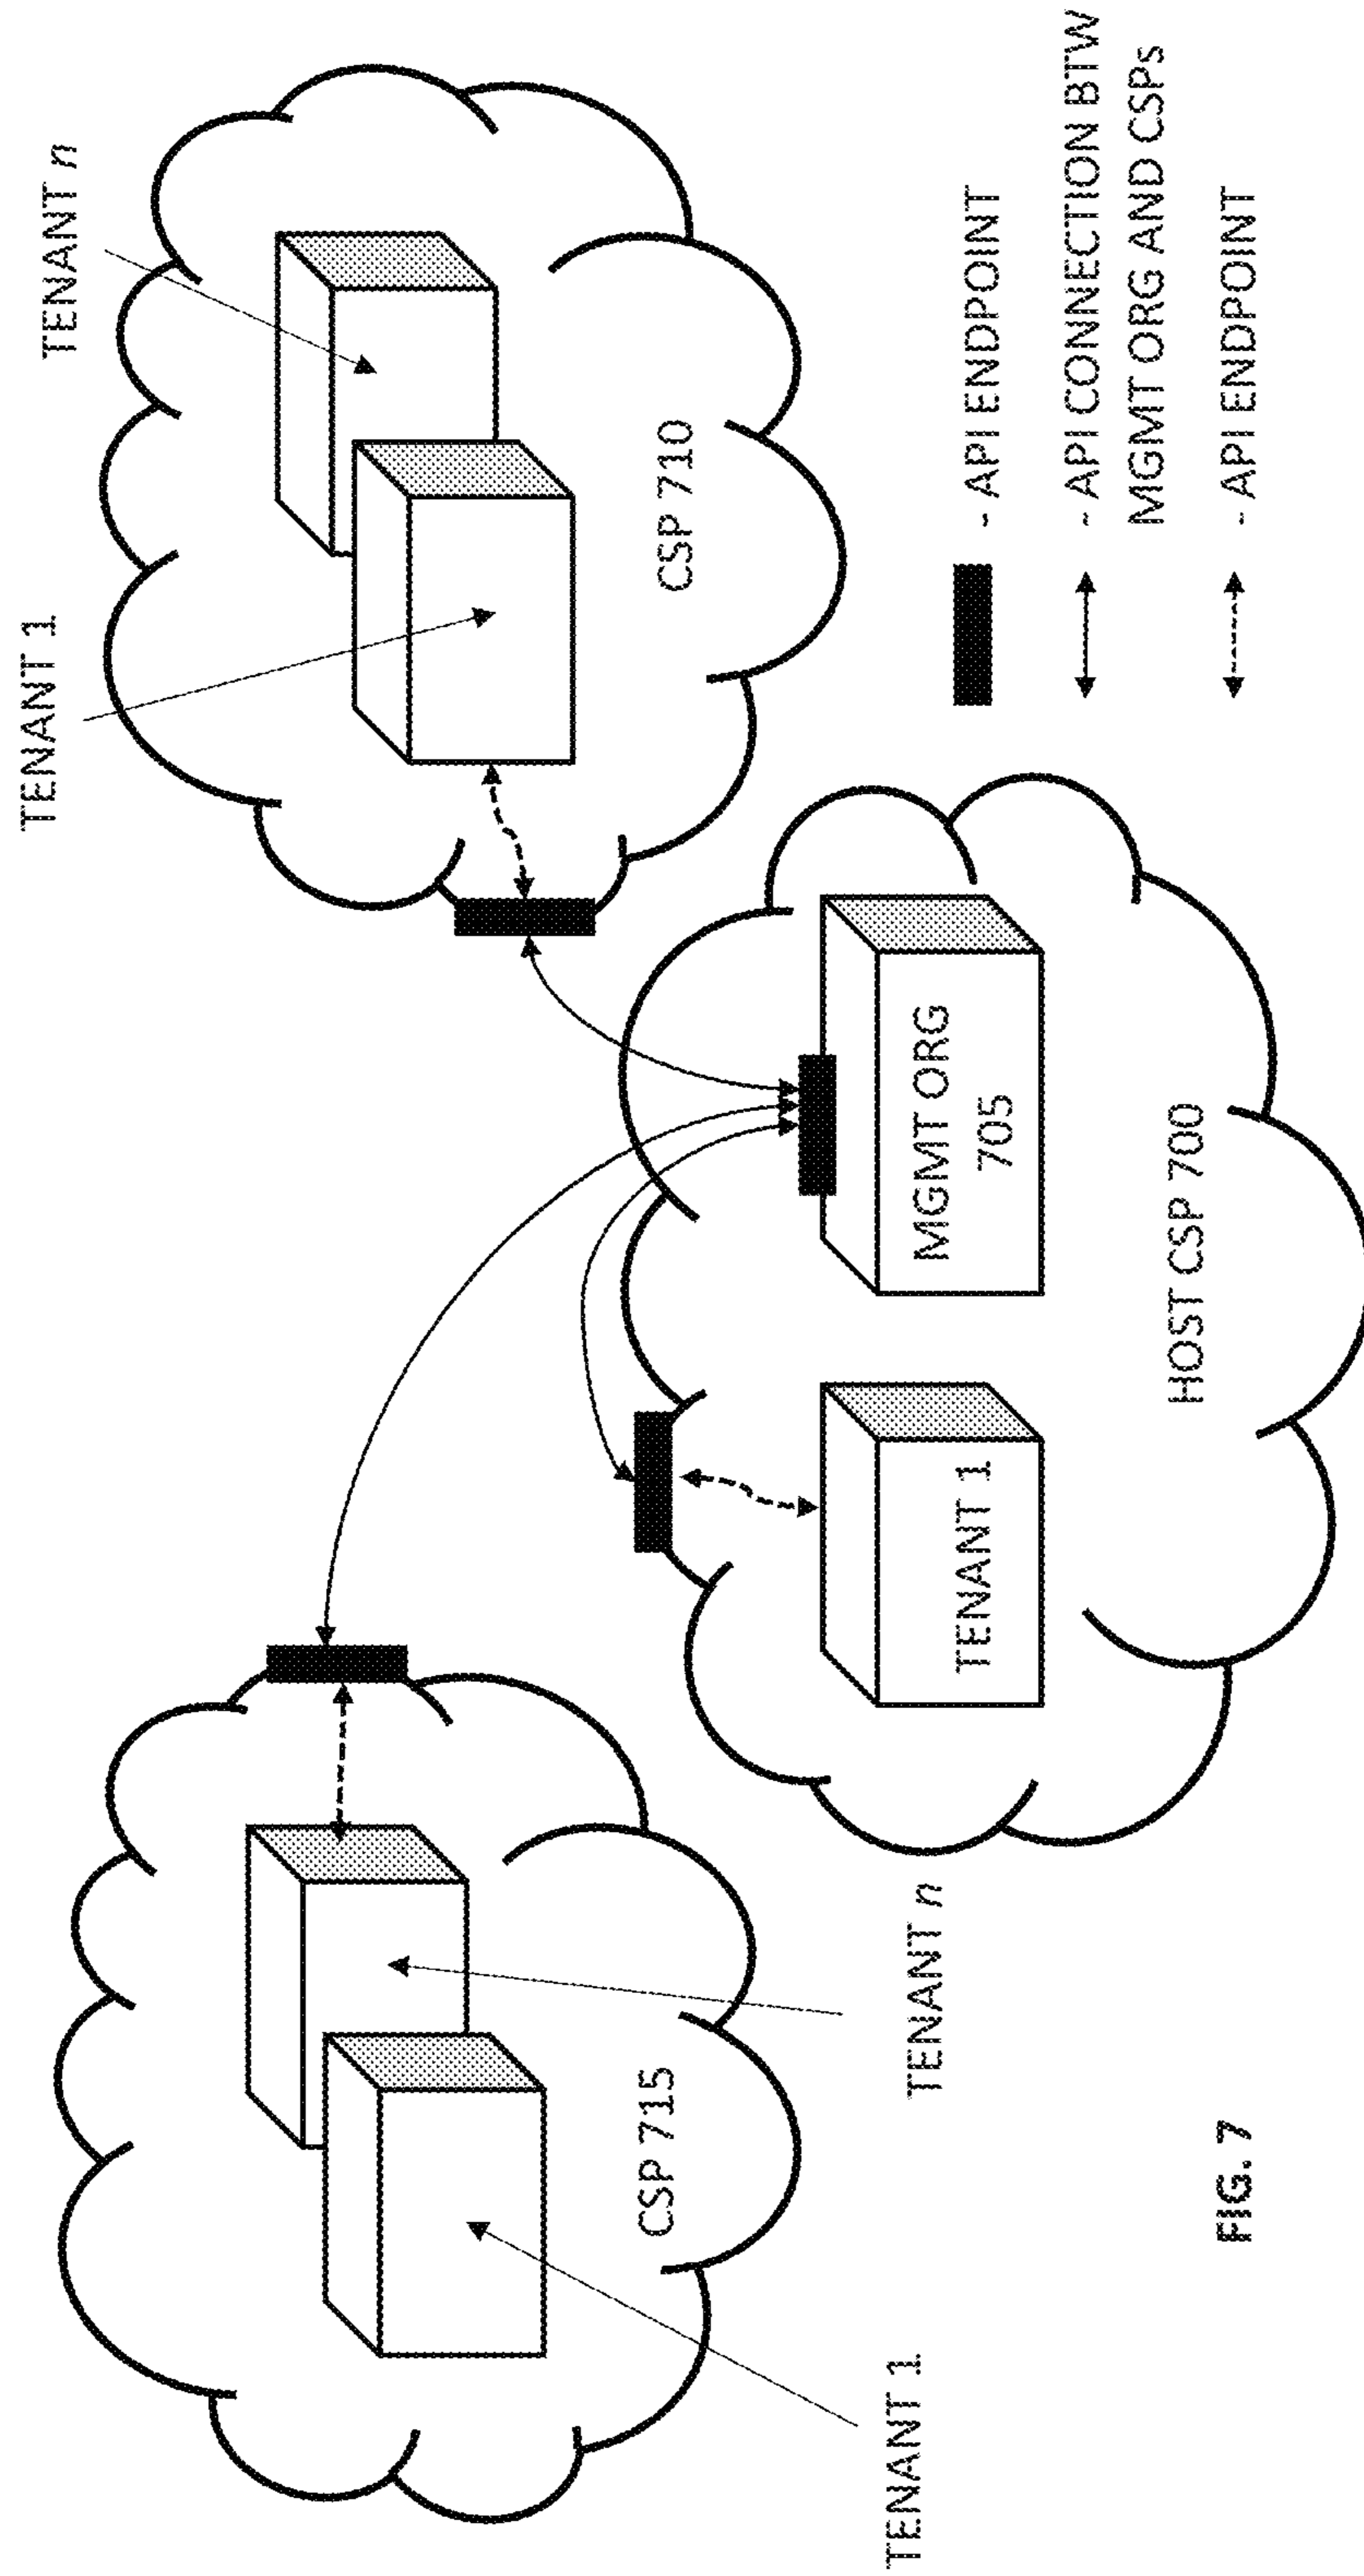 TENANT 1
TENANT n
CSP 710
CSP 715
TENANT 1
TENANT n
TENANT 1
MGMT ORG
705
HOST CSP 700
- API ENDPOINT
- API CONNECTION BTW
MGMT ORG AND CSPs
- API ENDPOINT
FIG. 7